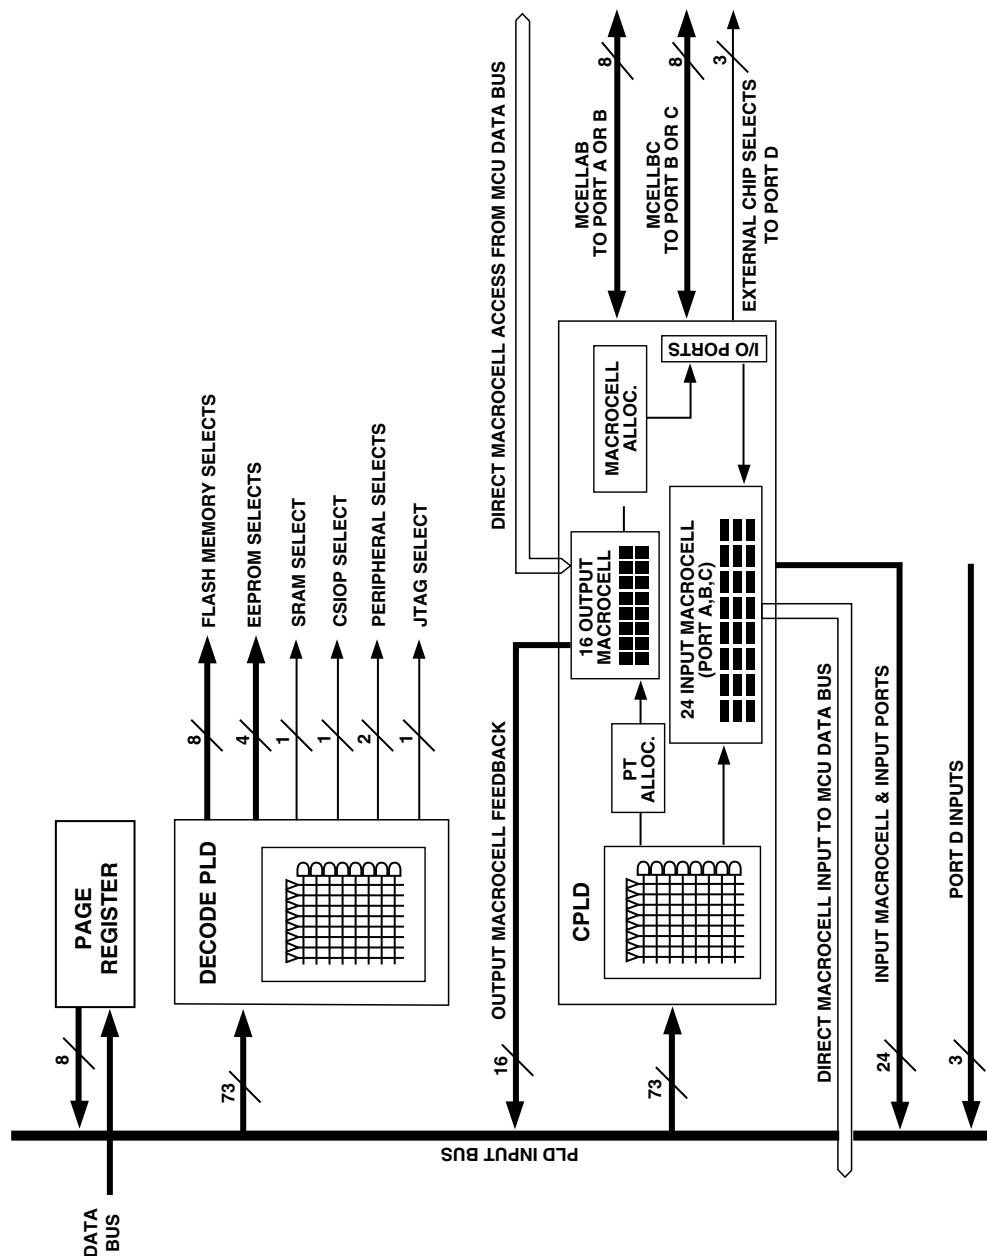 DATA
BUS
8
PAGE
REGISTER
PLD INPUT BUS
73
DECODE PLD
8
FLASH MEMORY SELECTS
4
EEPROM SELECTS
1
SRAM SELECT
1
CSIOP SELECT
2
PERIPHERAL SELECTS
1
JTAG SELECT
16
OUTPUT MACROCELL FEEDBACK
DIRECT MACROCELL ACCESS FROM MCU DATA BUS
73
CPLD
PT
ALLOC.
16 OUTPUT
MACROCELL
MACROCELL
ALLOC.
I/O PORTS
24 INPUT MACROCELL
(PORT A,B,C)
MCELLAB
TO PORT A OR B
8
MCELLBC
TO PORT B OR C
8
EXTERNAL CHIP SELECTS
TO PORT D
3
DIRECT MACROCELL INPUT TO MCU DATA BUS
24
INPUT MACROCELL & INPUT PORTS
3
PORT D INPUTS